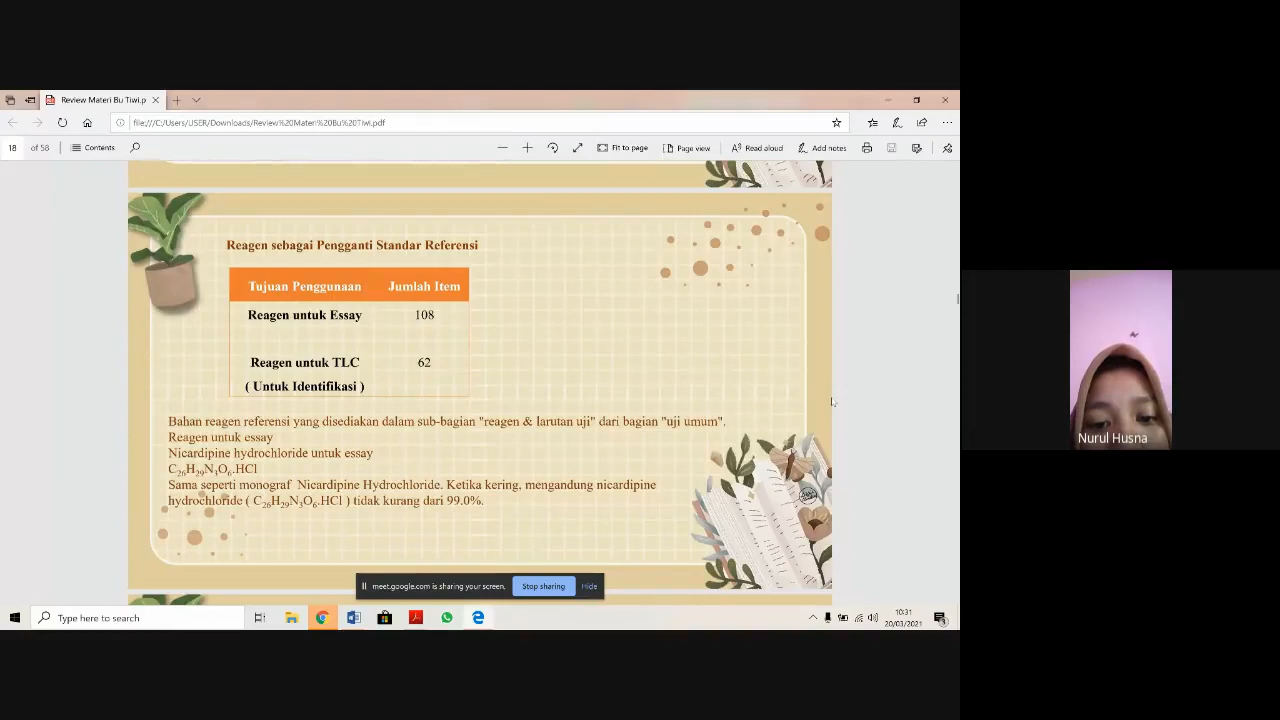 Review Materi Bu Tiwi.p
file:///C:/Users/USER/Downloads/Review%20Materi%20Bu%20Tiwi.pdf
18 of 58 Contents Fit to page Page view Read aloud Add notes
Reagen sebagai Pengganti Standar Referensi
Tujuan Penggunaan Jumlah Item
Reagen untuk Essay 108
Reagen untuk TLC 62
( Untuk Identifikasi )
Bahan reagen referensi yang disediakan dalam sub-bagian "reagen & larutan uji" dari bagian "uji umum".
Reagen untuk essay
Nicardipine hydrochloride untuk essay
C₂₆H₂₉N₃O₆.HCl
Sama seperti monograf Nicardipine Hydrochloride. Ketika kering, mengandung nicardipine
hydrochloride ( C₂₆H₂₉N₃O₆.HCl ) tidak kurang dari 99.0%.
meet.google.com is sharing your screen. Stop sharing Hide
Type here to search
10:31
20/03/2021
Nurul Husna